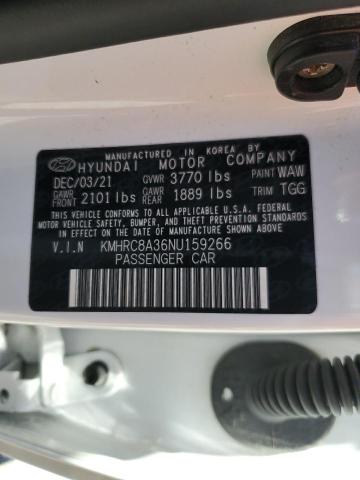 MANUFACTURED IN KOREA BY
HYUNDAI MOTOR COMPANY
DEC/03/21 GVWR 3770 lbs PAINT WAW
GAWR FRONT 2101 lbs GAWR REAR 1889 lbs TRIM TGG
THIS VEHICLE CONFORMS TO ALL APPLICABLE U.S.A. FEDERAL
MOTOR VEHICLE SAFETY, BUMPER, AND THEFT PREVENTION STANDARDS
IN EFFECT ON THE DATE OF MANUFACTURE SHOWN ABOVE.
V.I.N KMHRC8A36NU159266
PASSENGER CAR